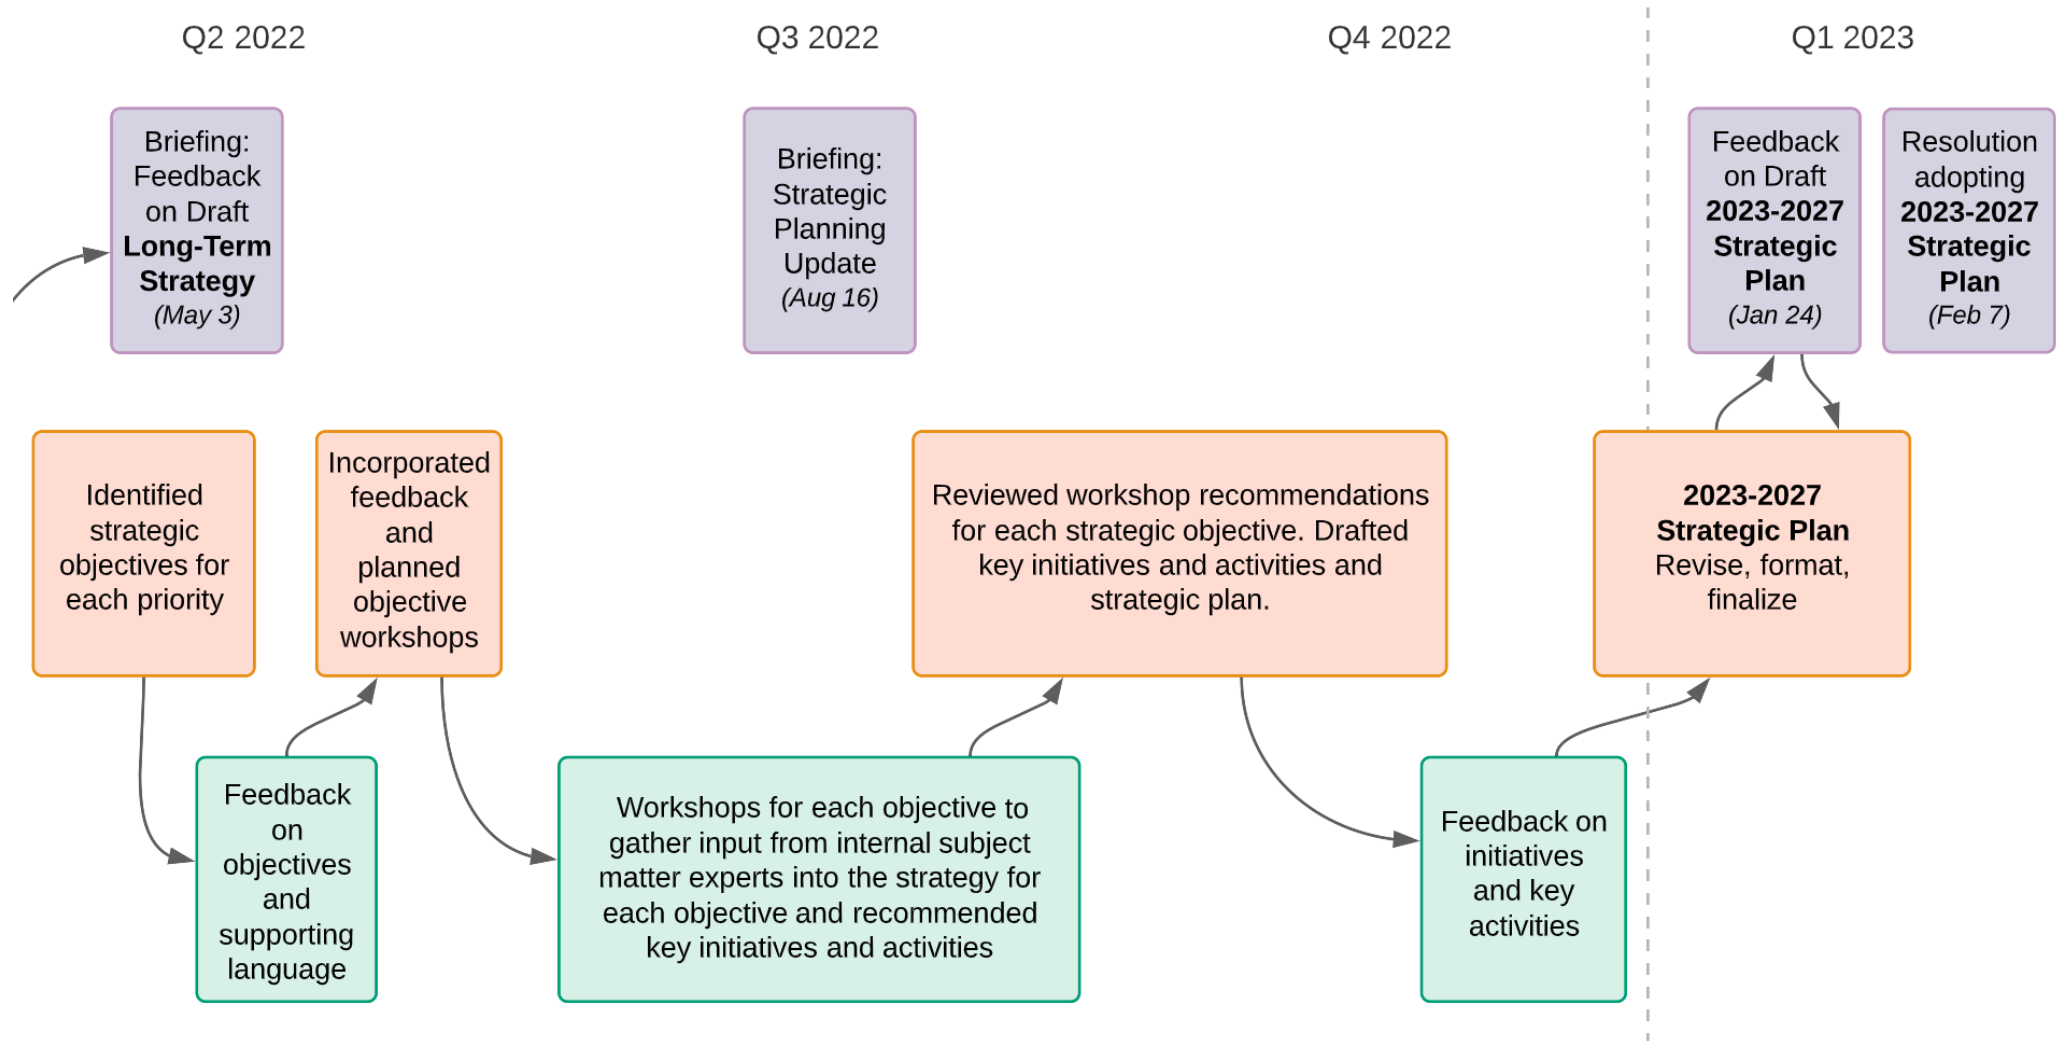 Q2 2022
Q3 2022
Q4 2022
Q1 2023
Briefing:
Feedback
on Draft
Long-Term
Strategy
(May 3)
Briefing:
Strategic
Planning
Update
(Aug 16)
Feedback
on Draft
2023-2027
Strategic
Plan
(Jan 24)
Resolution
adopting
2023-2027
Strategic
Plan
(Feb 7)
Identified
strategic
objectives for
each priority
Incorporated
feedback
and
planned
objective
workshops
Reviewed workshop recommendations
for each strategic objective. Drafted
key initiatives and activities and
strategic plan.
2023-2027
Strategic Plan
Revise, format,
finalize
Feedback
on
objectives
and
supporting
language
Workshops for each objective to
gather input from internal subject
matter experts into the strategy for
each objective and recommended
key initiatives and activities
Feedback on
initiatives
and key
activities